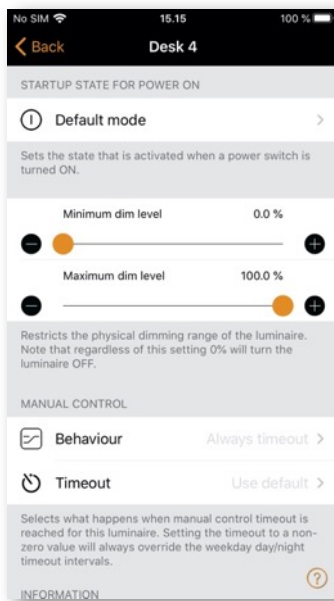 No SIM 15.15 100 %
Back Desk 4
STARTUP STATE FOR POWER ON
Default mode
Sets the state that is activated when a power switch is
turned ON.
Minimum dim level 0.0 %
Maximum dim level 100.0 %
Restricts the physical dimming range of the luminaire.
Note that regardless of this setting 0% will turn the
luminaire OFF.
MANUAL CONTROL
Behaviour Always timeout
Timeout Use default
Selects what happens when manual control timeout is
reached for this luminaire. Setting the timeout to a non-
zero value will always override the weekday day/night
timeout intervals.
?
INFORMATION